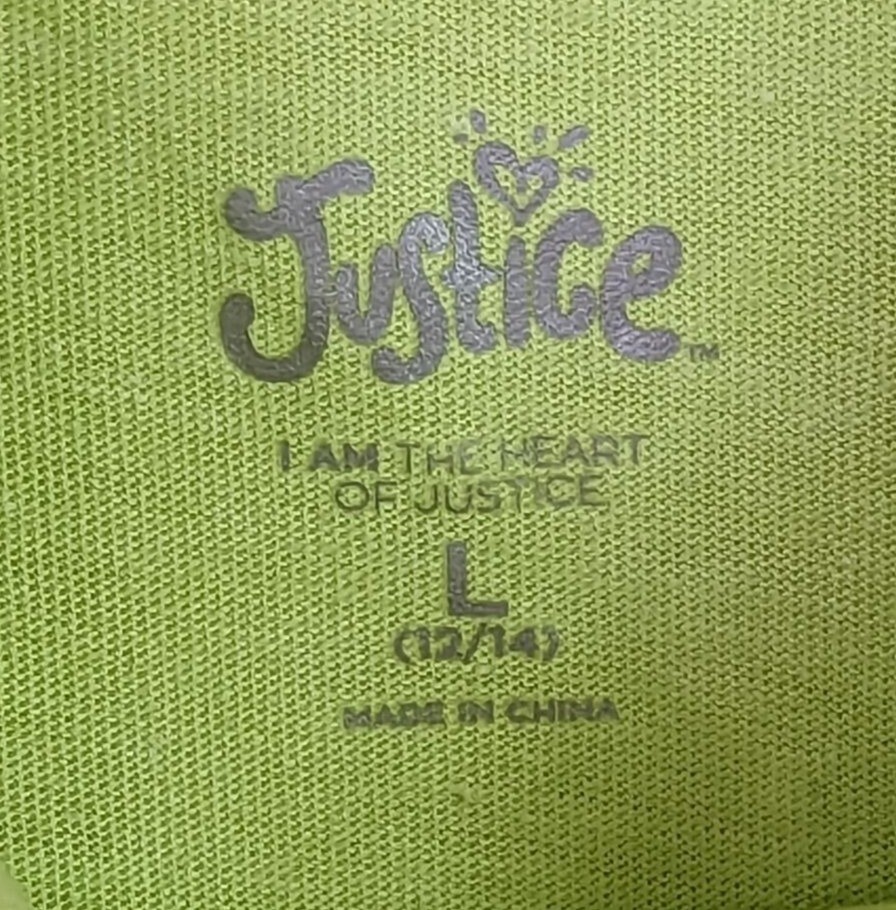 Justice™
I AM THE HEART
OF JUSTICE
L
(12/14)
MADE IN CHINA